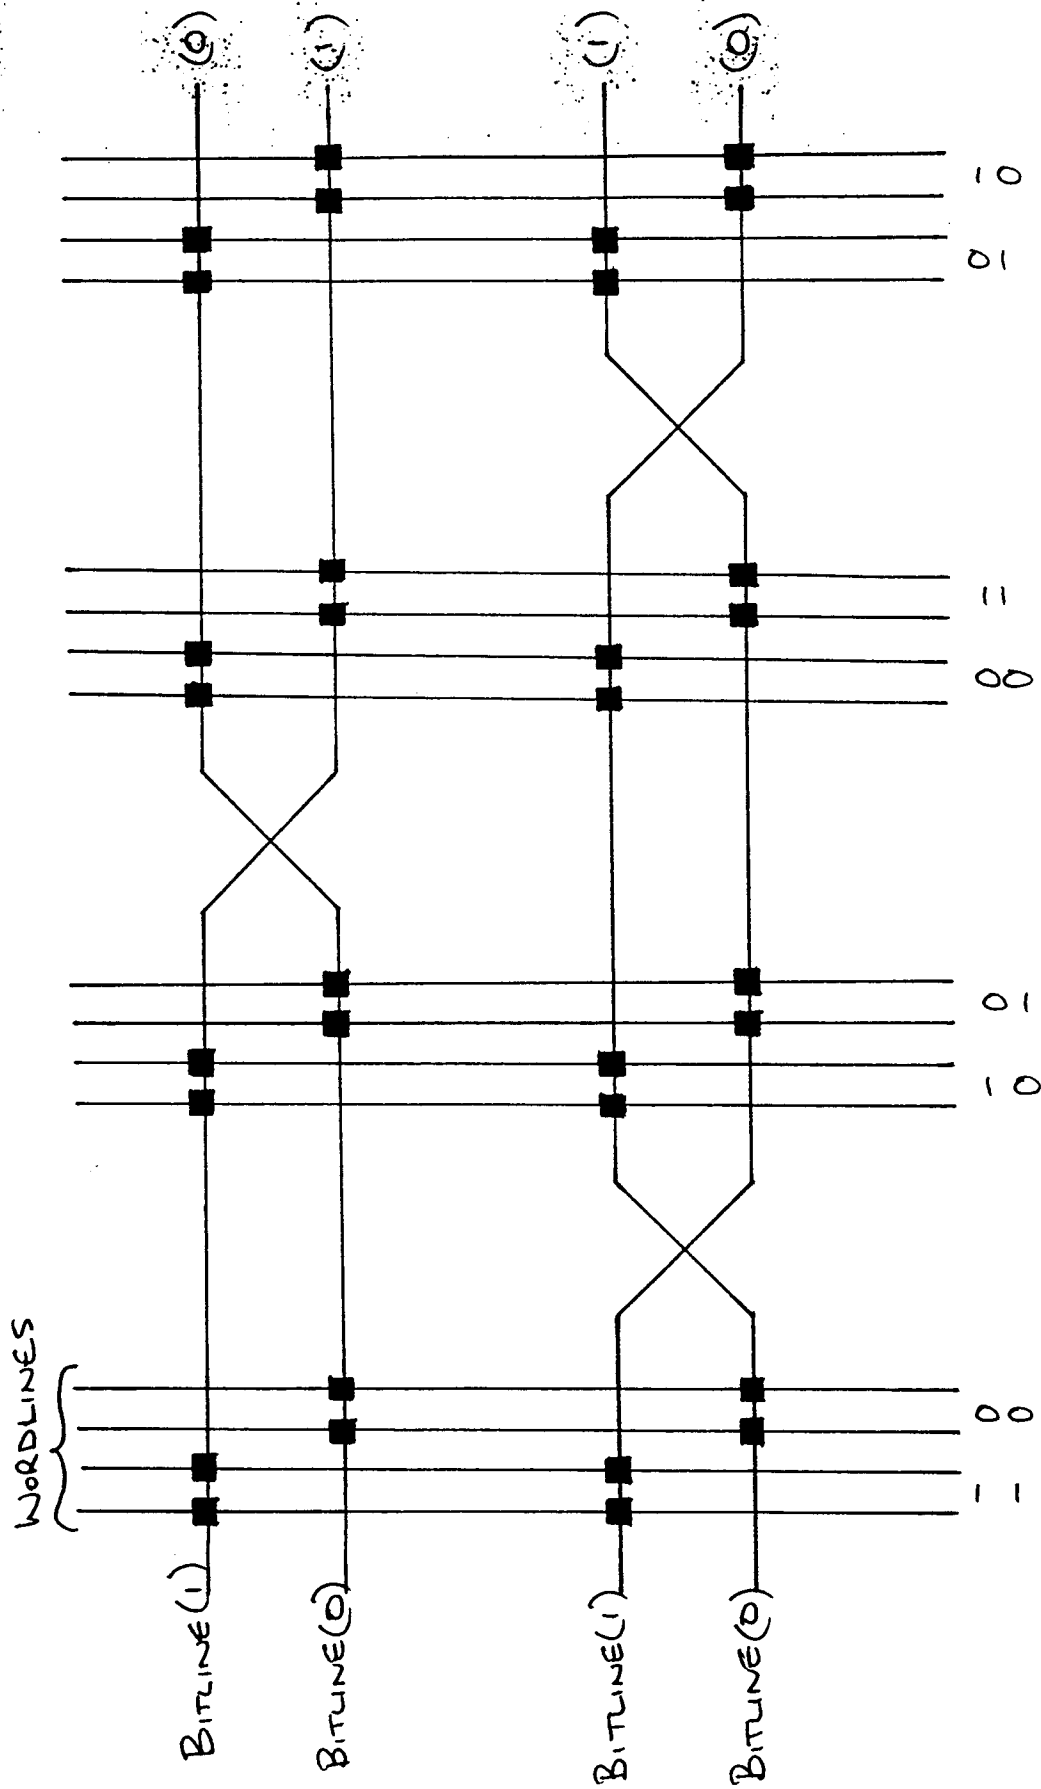 WORDLINES
BITLINE(1) (0)
BITLINE(0) (1)
BITLINE(1) (1)
BITLINE(0) (0)
1 0 1 0 0 1 0 1
1 0 0 1 0 1 1 0